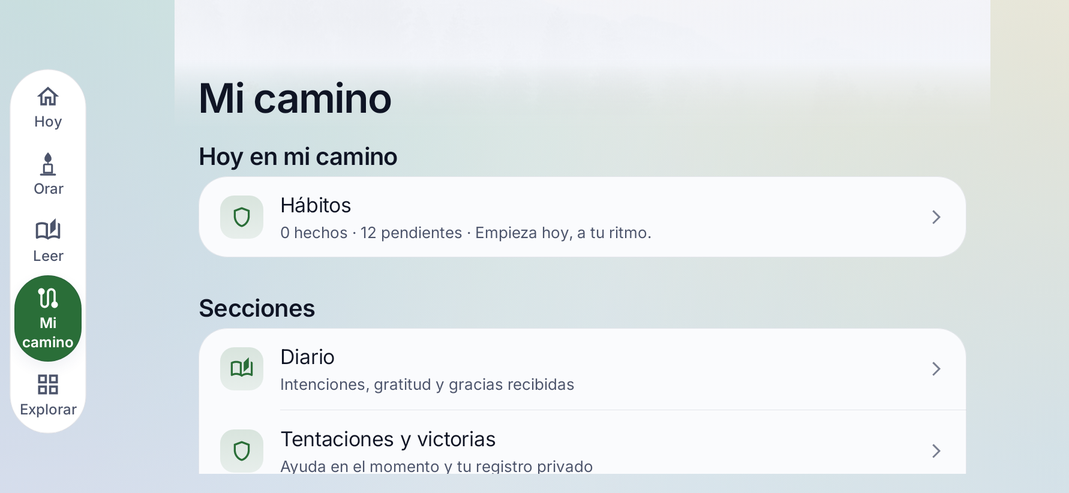 Hoy
Orar
Leer
Mi
camino
Explorar
Mi camino
Hoy en mi camino
Hábitos
0 hechos · 12 pendientes · Empieza hoy, a tu ritmo.
Secciones
Diario
Intenciones, gratitud y gracias recibidas
Tentaciones y victorias
Ayuda en el momento y tu registro privado